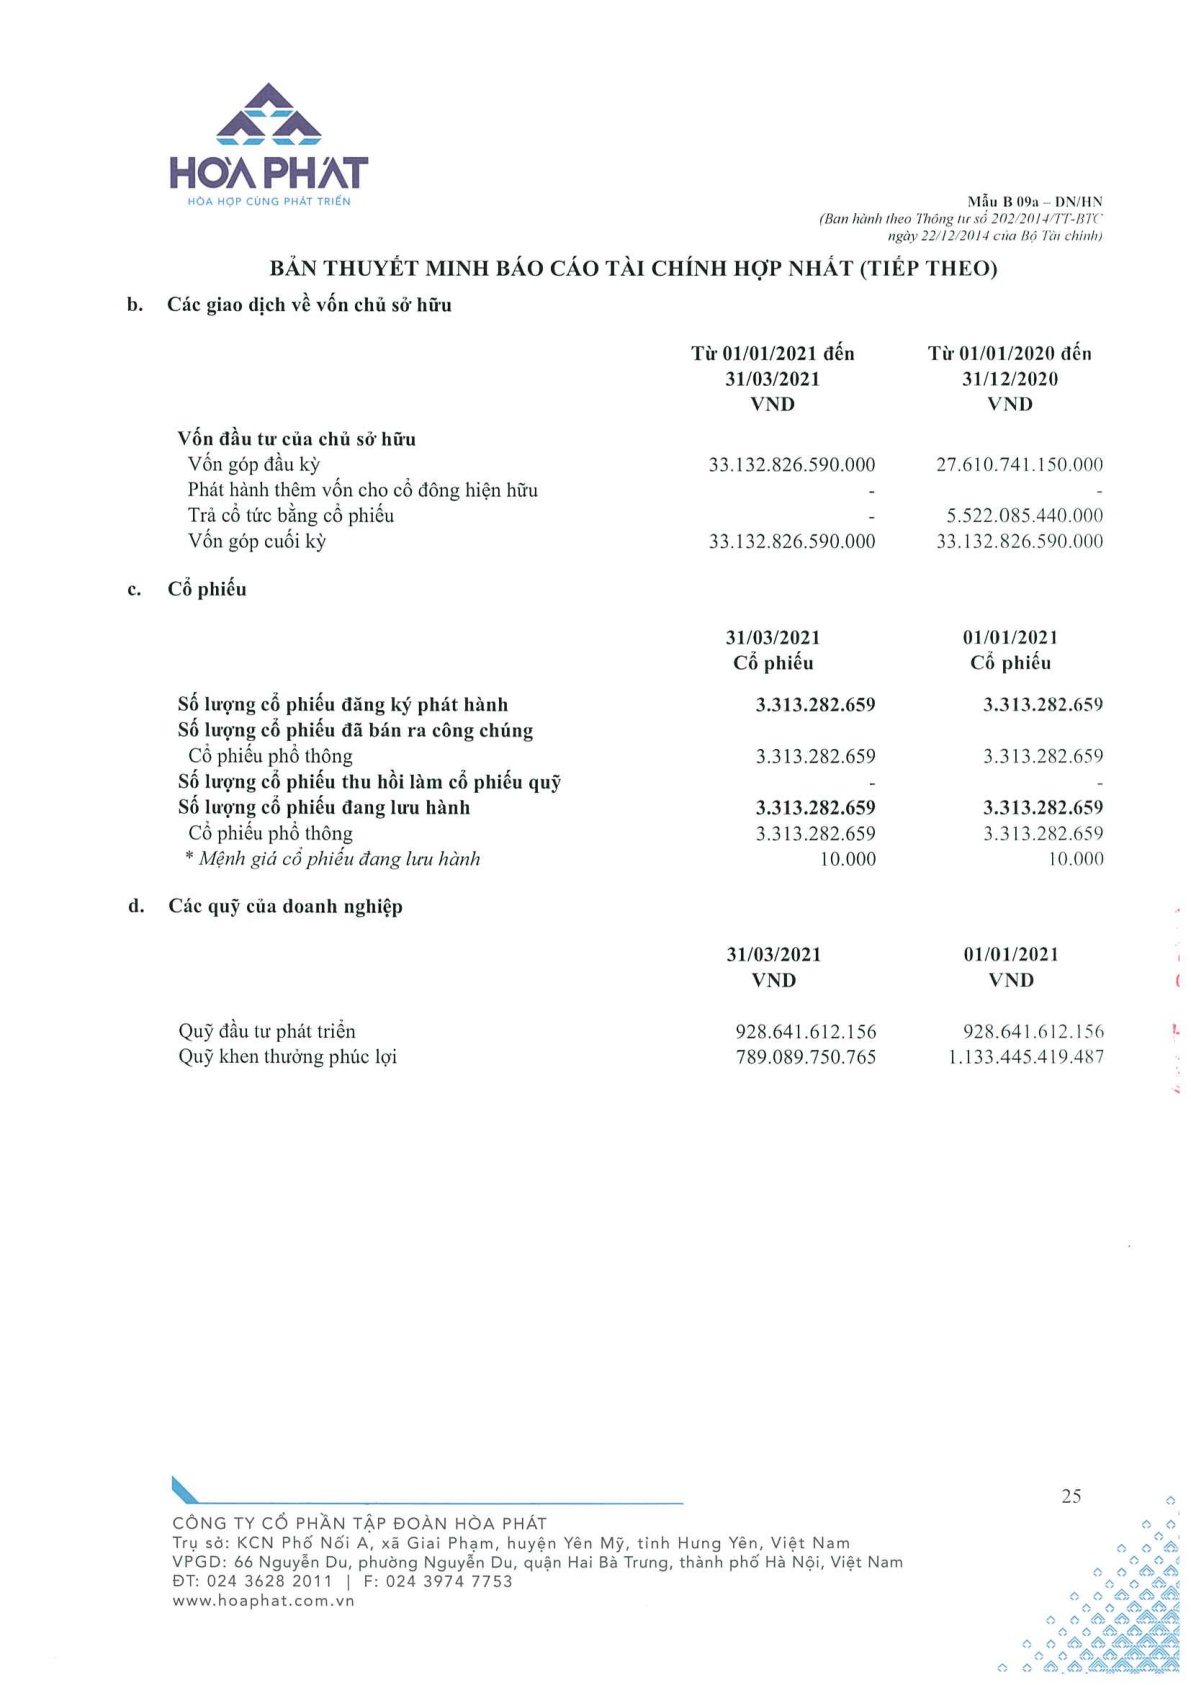 HÒA PHÁT
HÒA HỢP CÙNG PHÁT TRIỂN
Mẫu B 09a – DN/HN
(Ban hành theo Thông tư số 202/2014/TT-BTC
ngày 22/12/2014 của Bộ Tài chính)
BẢN THUYẾT MINH BÁO CÁO TÀI CHÍNH HỢP NHẤT (TIẾP THEO)
b. Các giao dịch về vốn chủ sở hữu
Từ 01/01/2021 đến Từ 01/01/2020 đến
31/03/2021 31/12/2020
VND VND
Vốn đầu tư của chủ sở hữu
Vốn góp đầu kỳ 33.132.826.590.000 27.610.741.150.000
Phát hành thêm vốn cho cổ đông hiện hữu - -
Trả cổ tức bằng cổ phiếu - 5.522.085.440.000
Vốn góp cuối kỳ 33.132.826.590.000 33.132.826.590.000
c. Cổ phiếu
31/03/2021 01/01/2021
Cổ phiếu Cổ phiếu
Số lượng cổ phiếu đăng ký phát hành 3.313.282.659 3.313.282.659
Số lượng cổ phiếu đã bán ra công chúng
Cổ phiếu phổ thông 3.313.282.659 3.313.282.659
Số lượng cổ phiếu thu hồi làm cổ phiếu quỹ - -
Số lượng cổ phiếu đang lưu hành 3.313.282.659 3.313.282.659
Cổ phiếu phổ thông 3.313.282.659 3.313.282.659
* Mệnh giá cổ phiếu đang lưu hành 10.000 10.000
d. Các quỹ của doanh nghiệp
31/03/2021 01/01/2021
VND VND
Quỹ đầu tư phát triển 928.641.612.156 928.641.612.156
Quỹ khen thưởng phúc lợi 789.089.750.765 1.133.445.419.487
25
CÔNG TY CỔ PHẦN TẬP ĐOÀN HÒA PHÁT
Trụ sở: KCN Phố Nối A, xã Giai Phạm, huyện Yên Mỹ, tỉnh Hưng Yên, Việt Nam
VPGD: 66 Nguyễn Du, phường Nguyễn Du, quận Hai Bà Trưng, thành phố Hà Nội, Việt Nam
ĐT: 024 3628 2011 | F: 024 3974 7753
www.hoaphat.com.vn